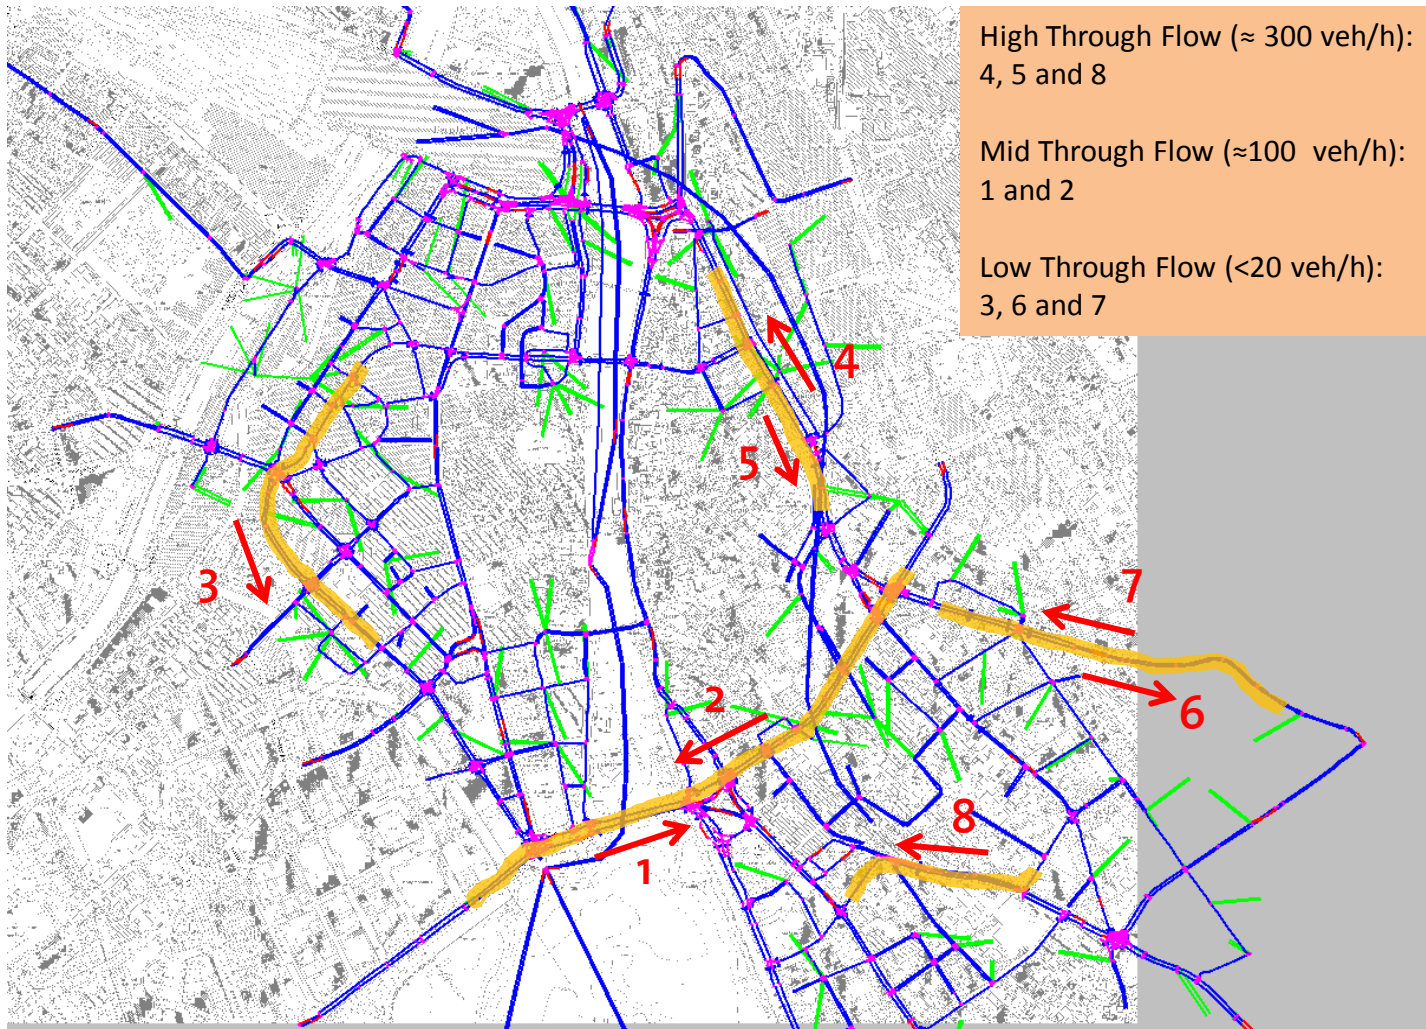 High Through Flow (≈ 300 veh/h):
4, 5 and 8
Mid Through Flow (≈100  veh/h):
1 and 2
Low Through Flow (<20 veh/h):
3, 6 and 7
4
5
3
7
6
2
8
1